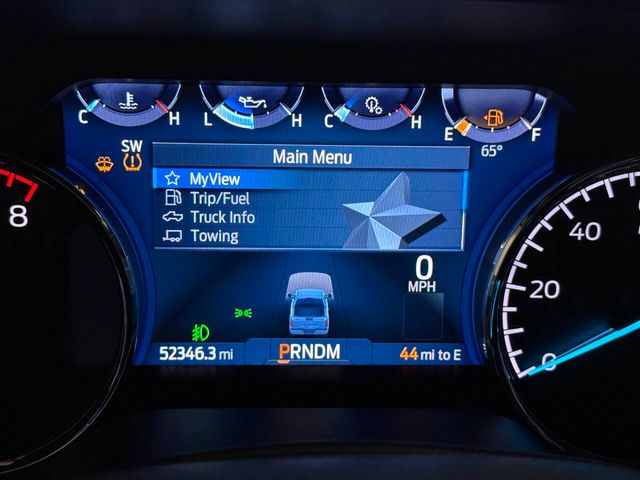 C H L H C H E F
65°
SW
Main Menu
MyView
Trip/Fuel
Truck Info
Towing
8
0
MPH
40
20
0
52346.3 mi
PRNDM
44 mi to E